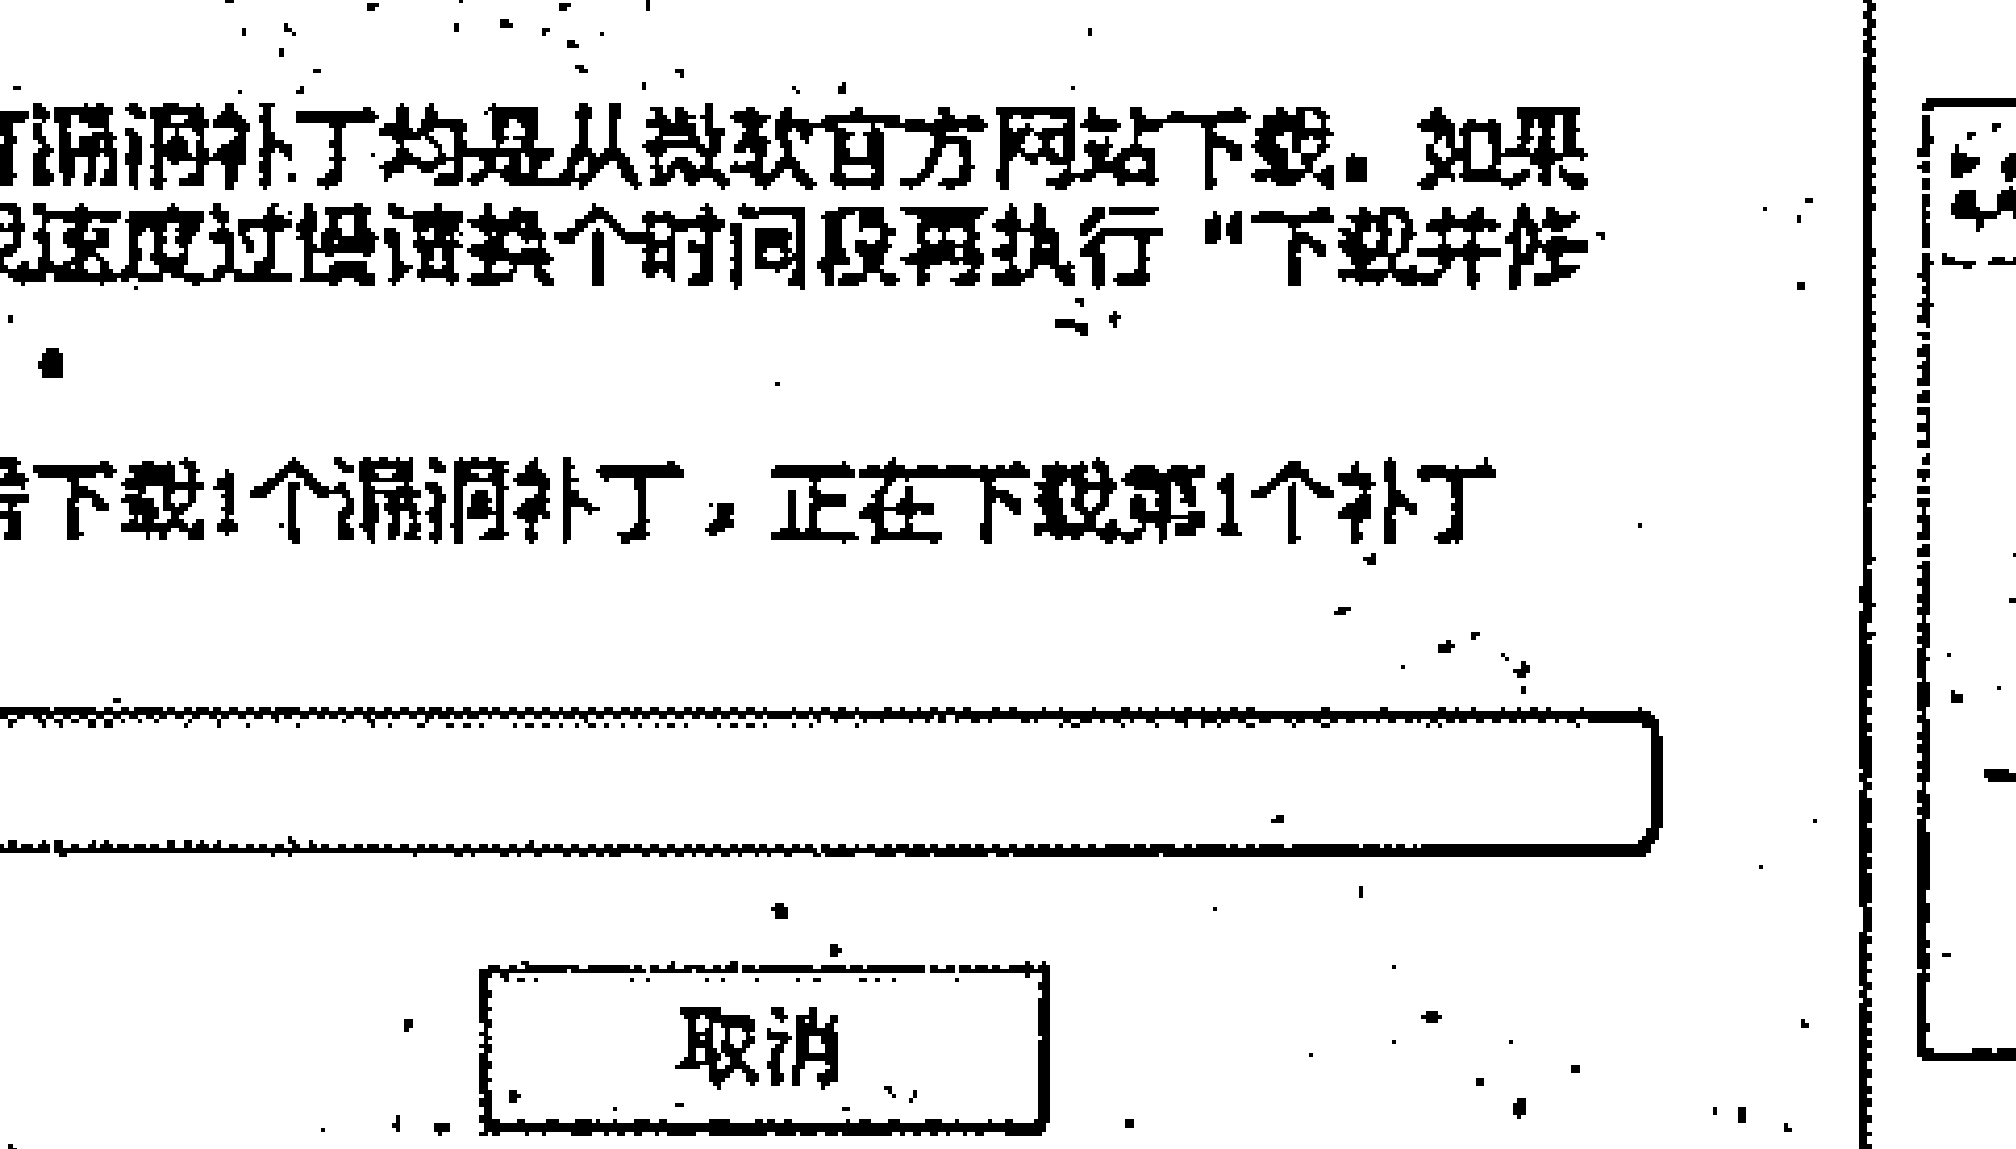 有漏洞补丁均是从微软官方网站下载. 如果
现速度过慢请换个时间段再执行 “下载并修
下载1个漏洞补丁, 正在下载第1个补丁
取消